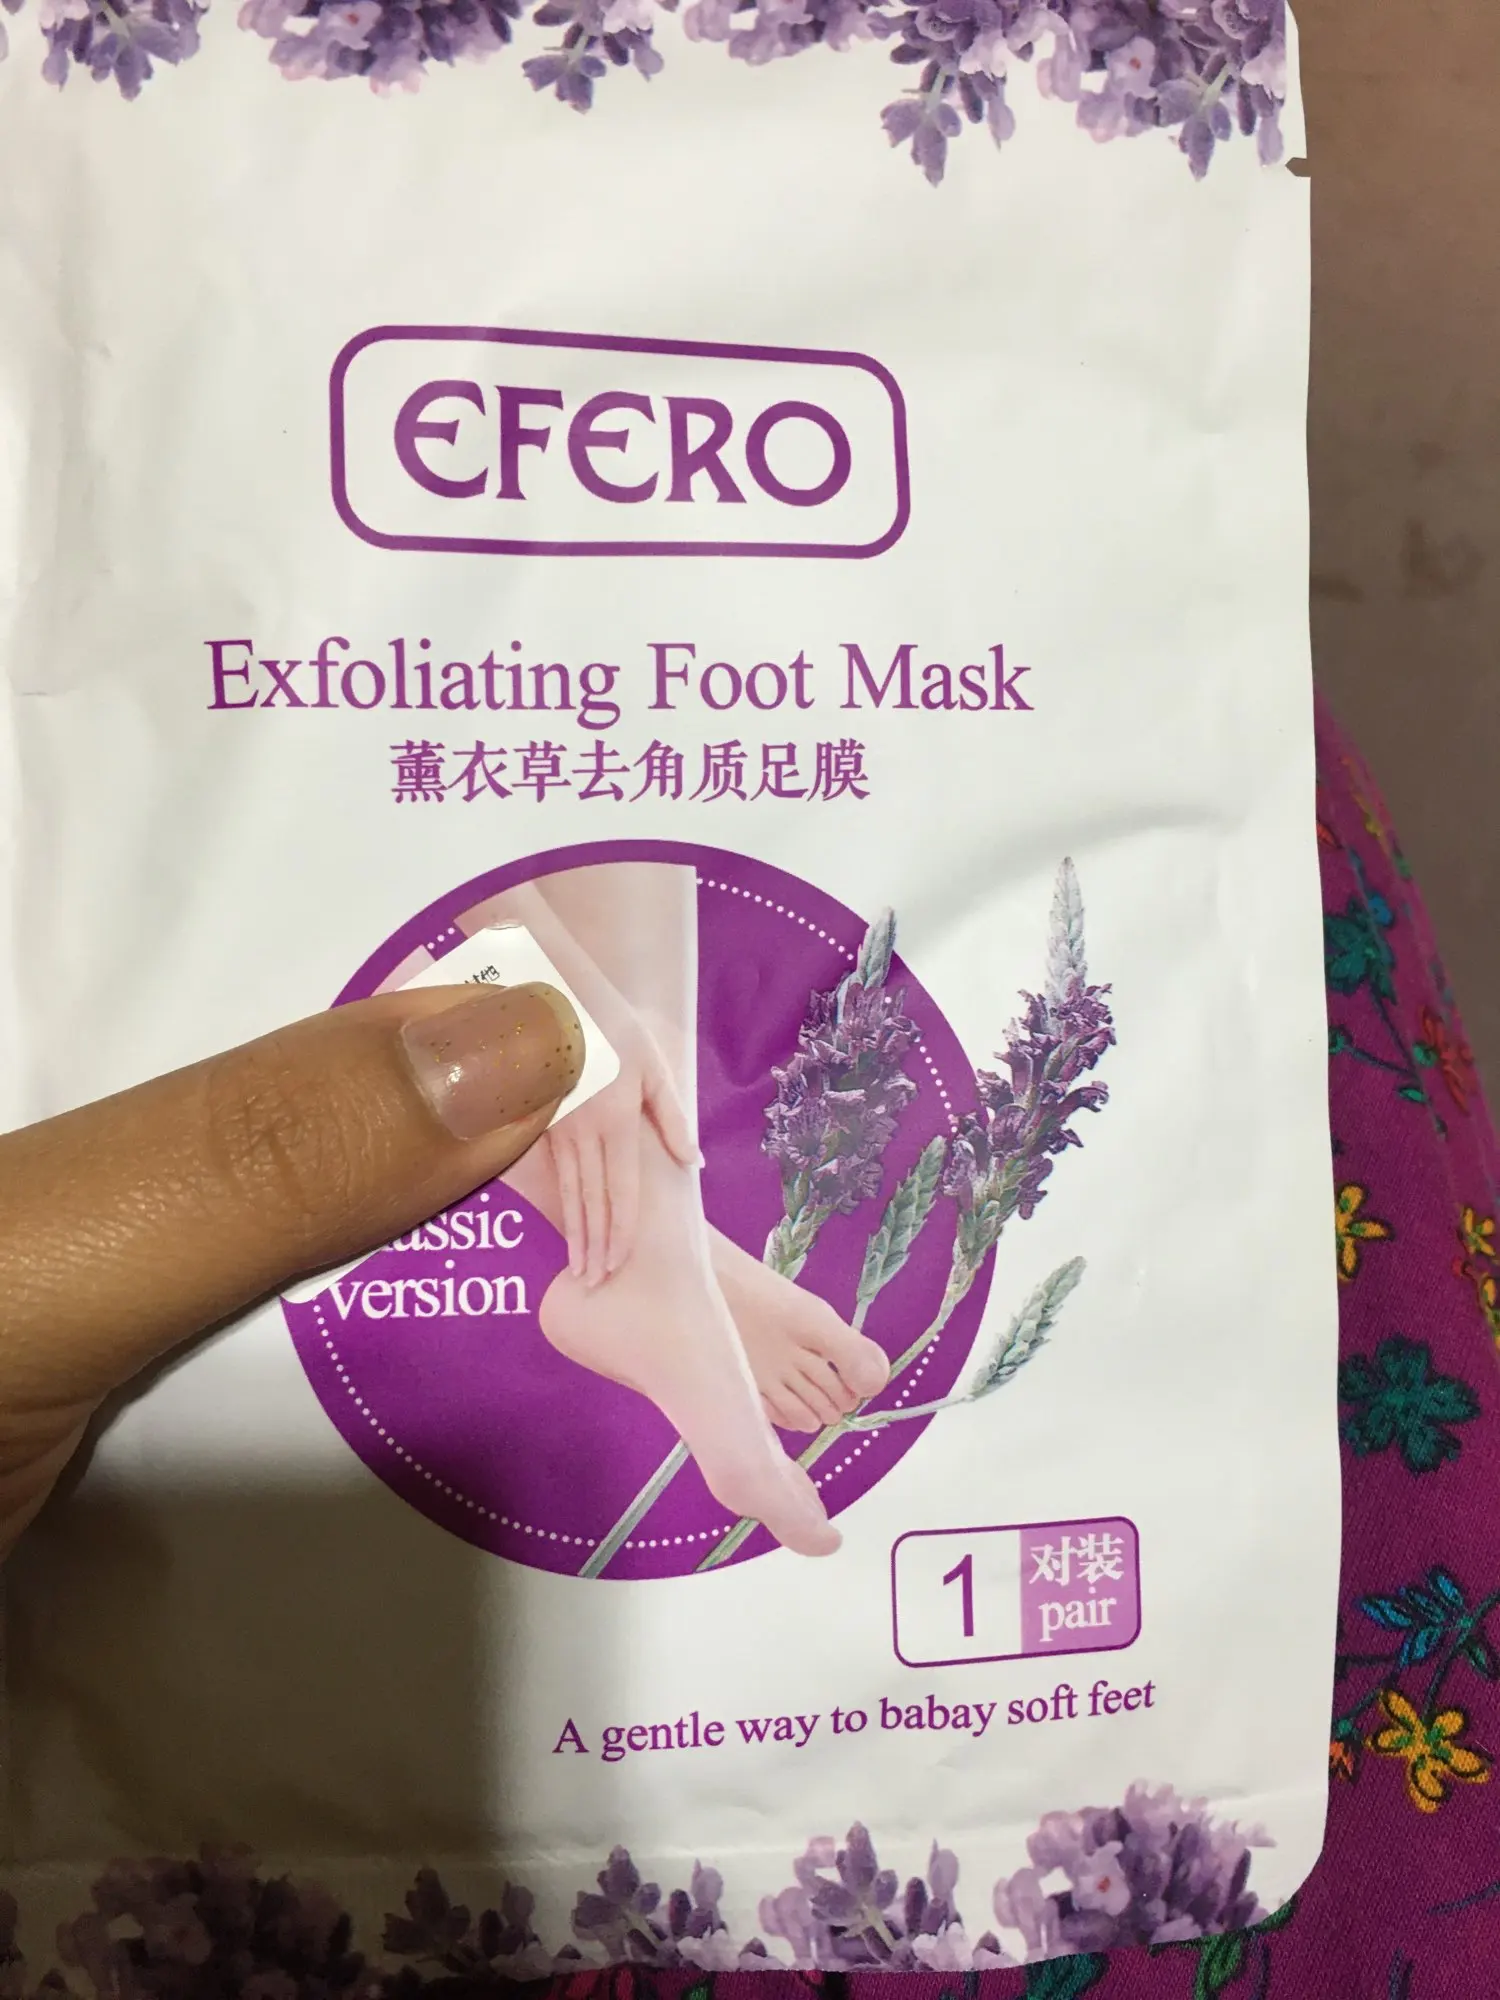 EFERO
Exfoliating Foot Mask
薰衣草去角质足膜
version
1 对装
pair
A gentle way to babay soft feet